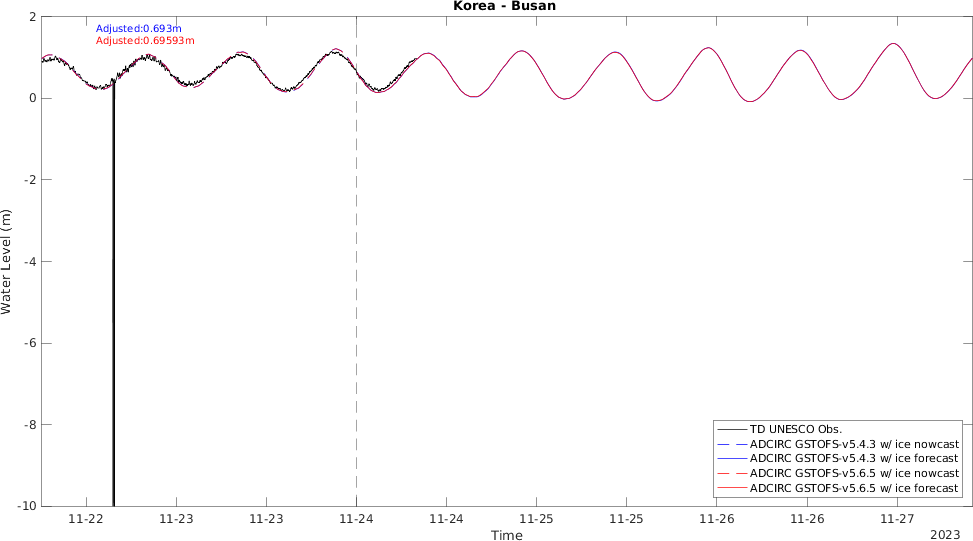 Korea - Busan
Adjusted:0.693m
Adjusted:0.69593m
2
0
-2
-4
-6
-8
-10
Water Level (m)
TD UNESCO Obs.
ADCIRC GSTOFS-v5.4.3 w/ ice nowcast
ADCIRC GSTOFS-v5.4.3 w/ ice forecast
ADCIRC GSTOFS-v5.6.5 w/ ice nowcast
ADCIRC GSTOFS-v5.6.5 w/ ice forecast
11-22 11-23 11-23 11-24 11-24 11-25 11-25 11-26 11-26 11-27
Time
2023